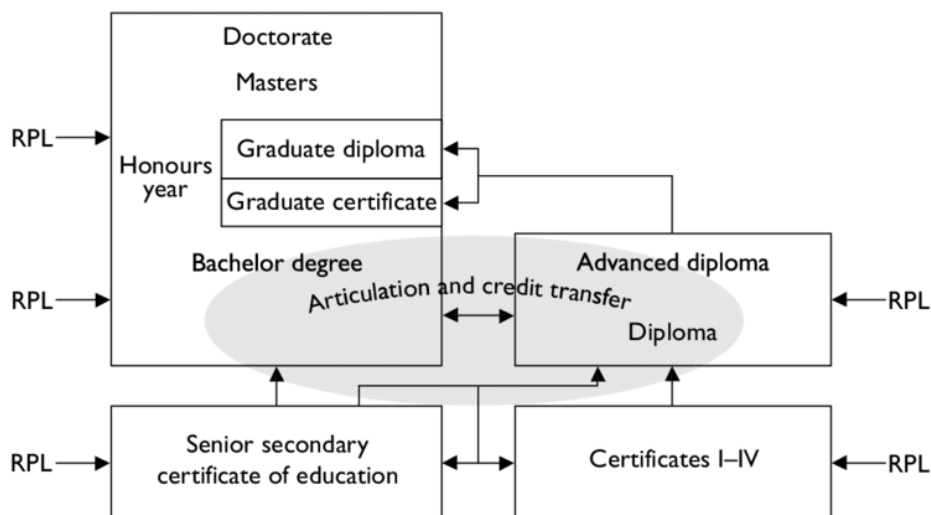 Doctorate
Masters
RPL
Graduate diploma
Honours
year
Graduate certificate
Bachelor degree
Advanced diploma
Articulation and credit transfer
RPL
RPL
Diploma
Senior secondary
certificate of education
Certificates I–IV
RPL
RPL